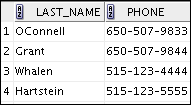 LAST_NAME PHONE
1 OConnell 650-507-9833
2 Grant 650-507-9844
3 Whalen 515-123-4444
4 Hartstein 515-123-5555